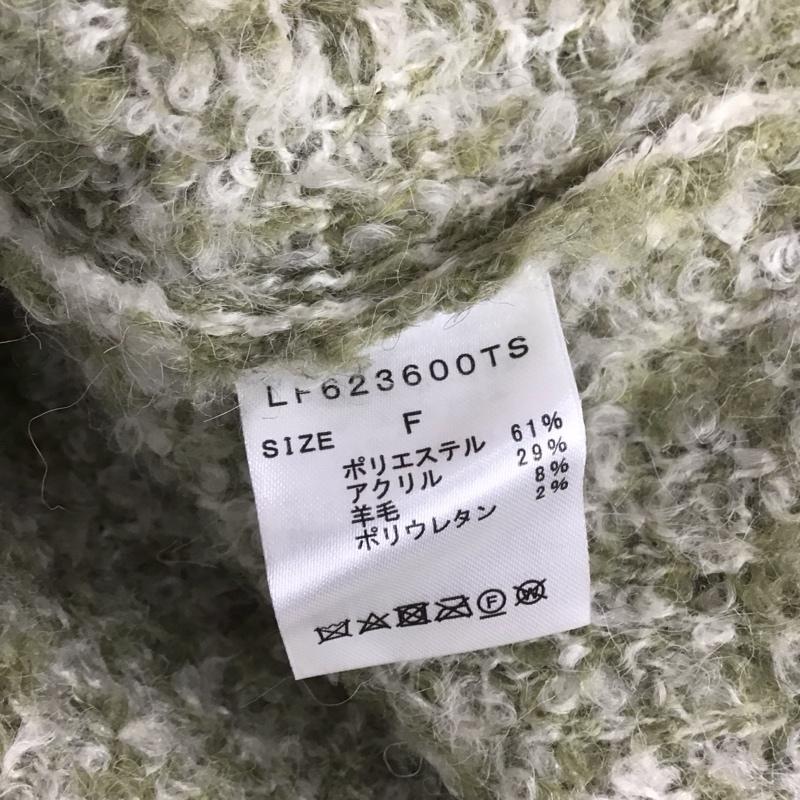 LF623600TS
SIZE F
ポリエステル 61%
アクリル 29%
羊毛 8%
ポリウレタン 2%
F W